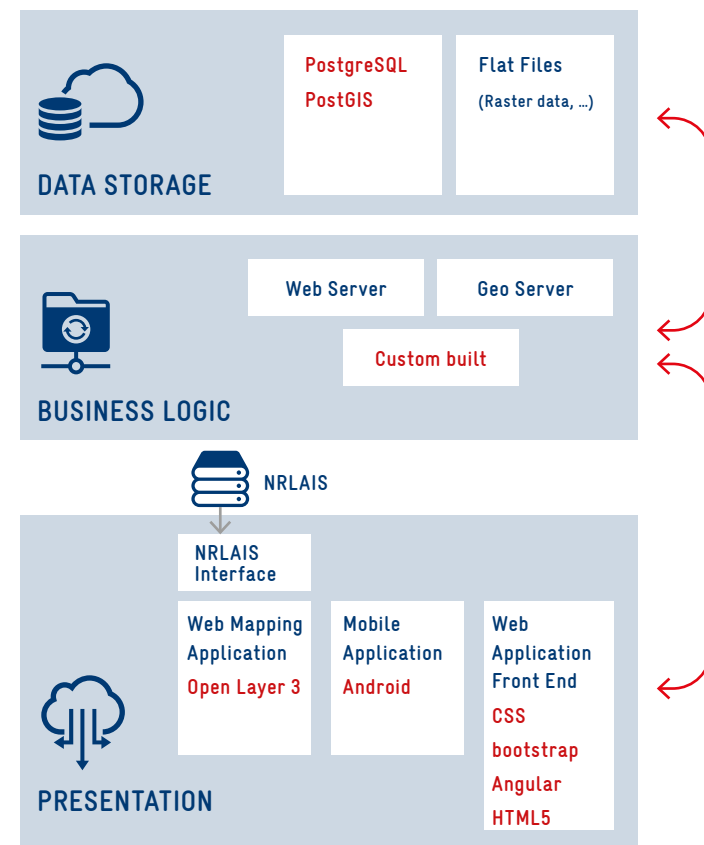 PostgreSQL
PostGIS
Flat Files
(Raster data, …)
DATA STORAGE
Web Server
Geo Server
Custom built
BUSINESS LOGIC
NRLAIS
NRLAIS
Interface
Web Mapping
Application
Open Layer 3
Mobile
Application
Android
Web
Application
Front End
CSS
bootstrap
Angular
HTML5
PRESENTATION